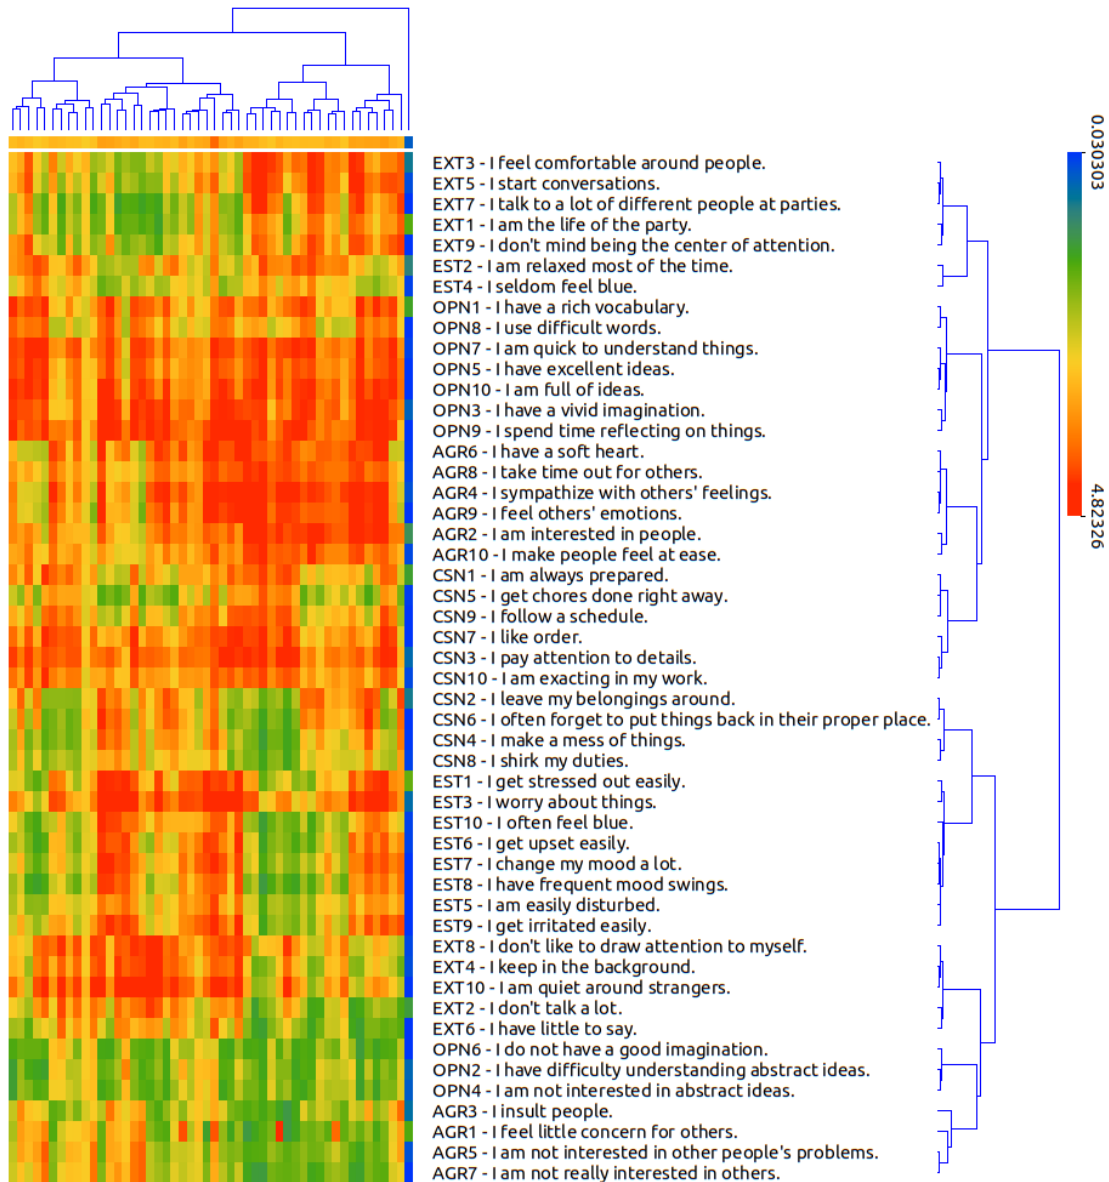 0.030303
4.82326
EXT3 - I feel comfortable around people.
EXT5 - I start conversations.
EXT7 - I talk to a lot of different people at parties.
EXT1 - I am the life of the party.
EXT9 - I don't mind being the center of attention.
EST2 - I am relaxed most of the time.
EST4 - I seldom feel blue.
OPN1 - I have a rich vocabulary.
OPN8 - I use difficult words.
OPN7 - I am quick to understand things.
OPN5 - I have excellent ideas.
OPN10 - I am full of ideas.
OPN3 - I have a vivid imagination.
OPN9 - I spend time reflecting on things.
AGR6 - I have a soft heart.
AGR8 - I take time out for others.
AGR4 - I sympathize with others' feelings.
AGR9 - I feel others' emotions.
AGR2 - I am interested in people.
AGR10 - I make people feel at ease.
CSN1 - I am always prepared.
CSN5 - I get chores done right away.
CSN9 - I follow a schedule.
CSN7 - I like order.
CSN3 - I pay attention to details.
CSN10 - I am exacting in my work.
CSN2 - I leave my belongings around.
CSN6 - I often forget to put things back in their proper place.
CSN4 - I make a mess of things.
CSN8 - I shirk my duties.
EST1 - I get stressed out easily.
EST3 - I worry about things.
EST10 - I often feel blue.
EST6 - I get upset easily.
EST7 - I change my mood a lot.
EST8 - I have frequent mood swings.
EST5 - I am easily disturbed.
EST9 - I get irritated easily.
EXT8 - I don't like to draw attention to myself.
EXT4 - I keep in the background.
EXT10 - I am quiet around strangers.
EXT2 - I don't talk a lot.
EXT6 - I have little to say.
OPN6 - I do not have a good imagination.
OPN2 - I have difficulty understanding abstract ideas.
OPN4 - I am not interested in abstract ideas.
AGR3 - I insult people.
AGR1 - I feel little concern for others.
AGR5 - I am not interested in other people's problems.
AGR7 - I am not really interested in others.